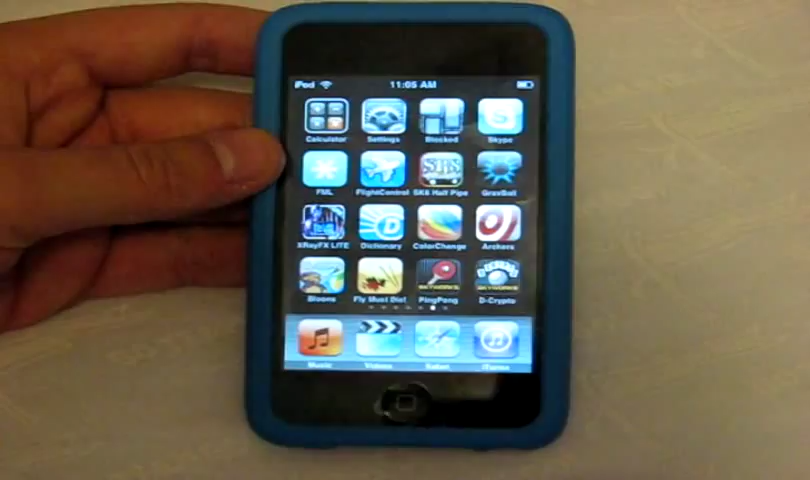 iPod 11:05 AM
Calculator Settings Blocked Skype
FML FlightControl SK8 Half Pipe GravBall
XRayFX LITE Dictionary ColorChange Archers
Bloons Fly Must Die! PingPong D-Crypto
Music Videos Safari iTunes